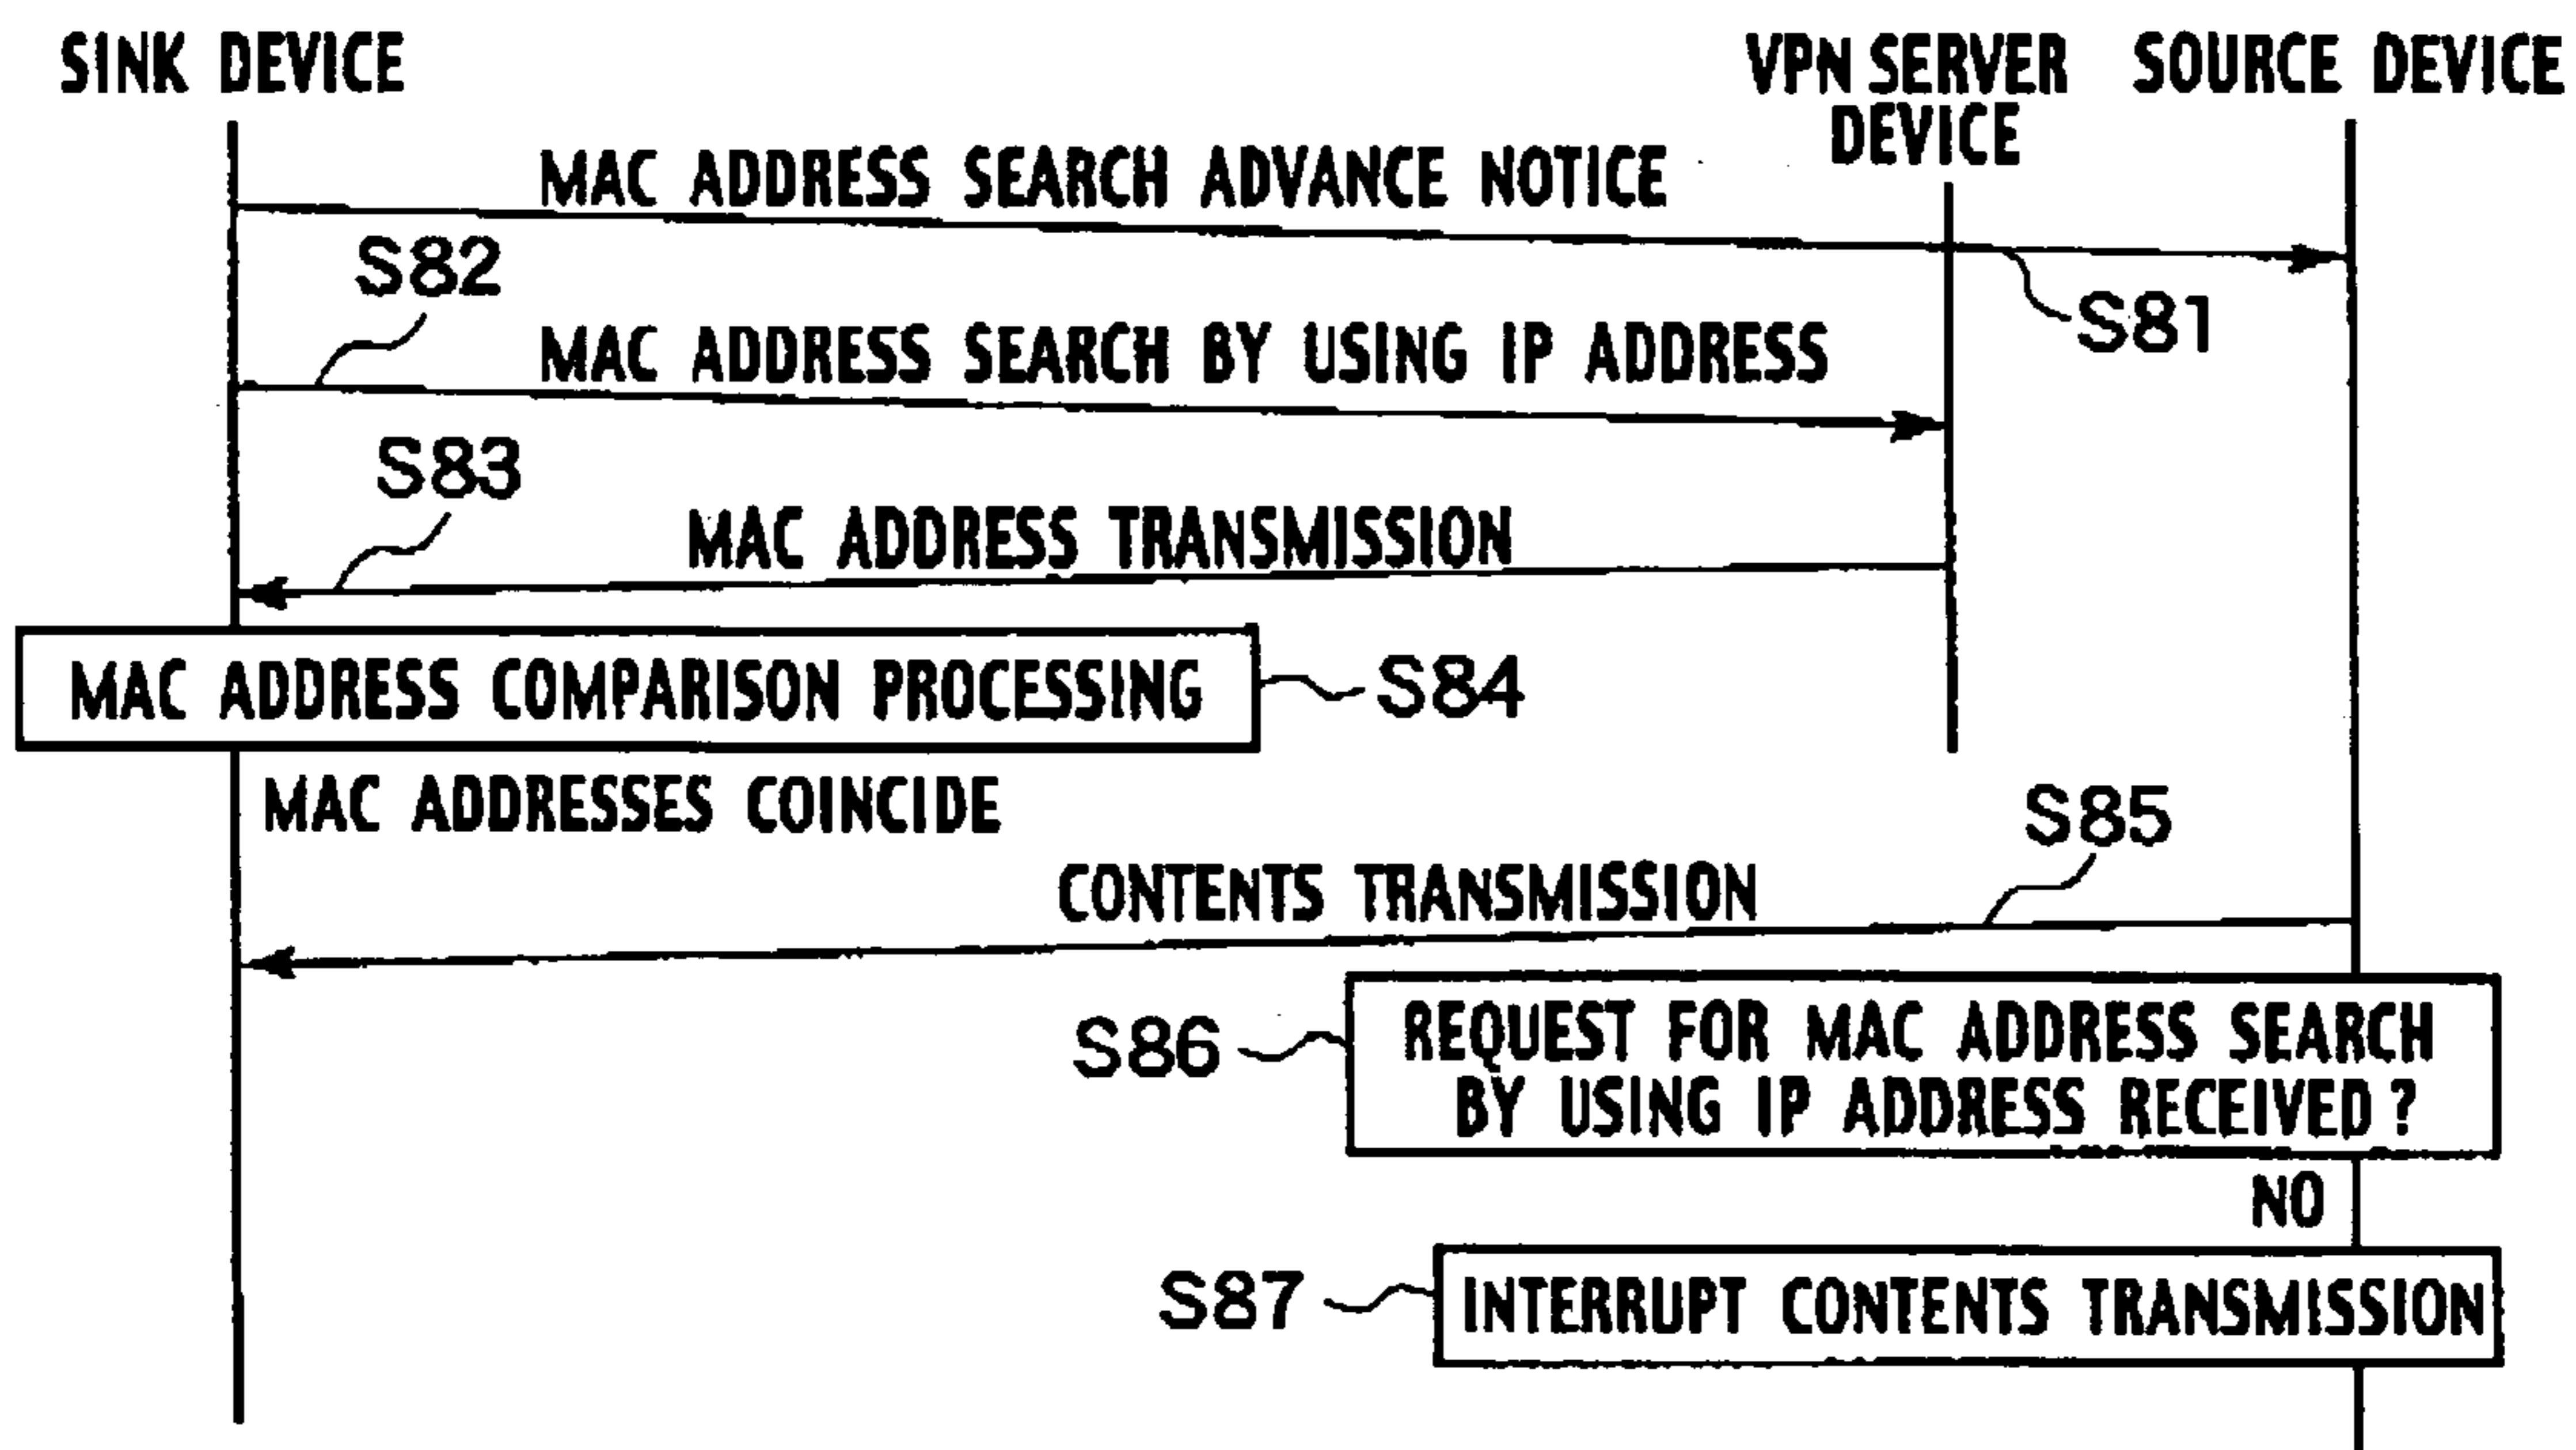 SINK DEVICE
VPN SERVER
DEVICE
SOURCE DEVICE
MAC ADDRESS SEARCH ADVANCE NOTICE
S81
S82
MAC ADDRESS SEARCH BY USING IP ADDRESS
S83
MAC ADDRESS TRANSMISSION
MAC ADDRESS COMPARISON PROCESSING
S84
MAC ADDRESSES COINCIDE
S85
CONTENTS TRANSMISSION
S86
REQUEST FOR MAC ADDRESS SEARCH
BY USING IP ADDRESS RECEIVED?
NO
S87
INTERRUPT CONTENTS TRANSMISSION